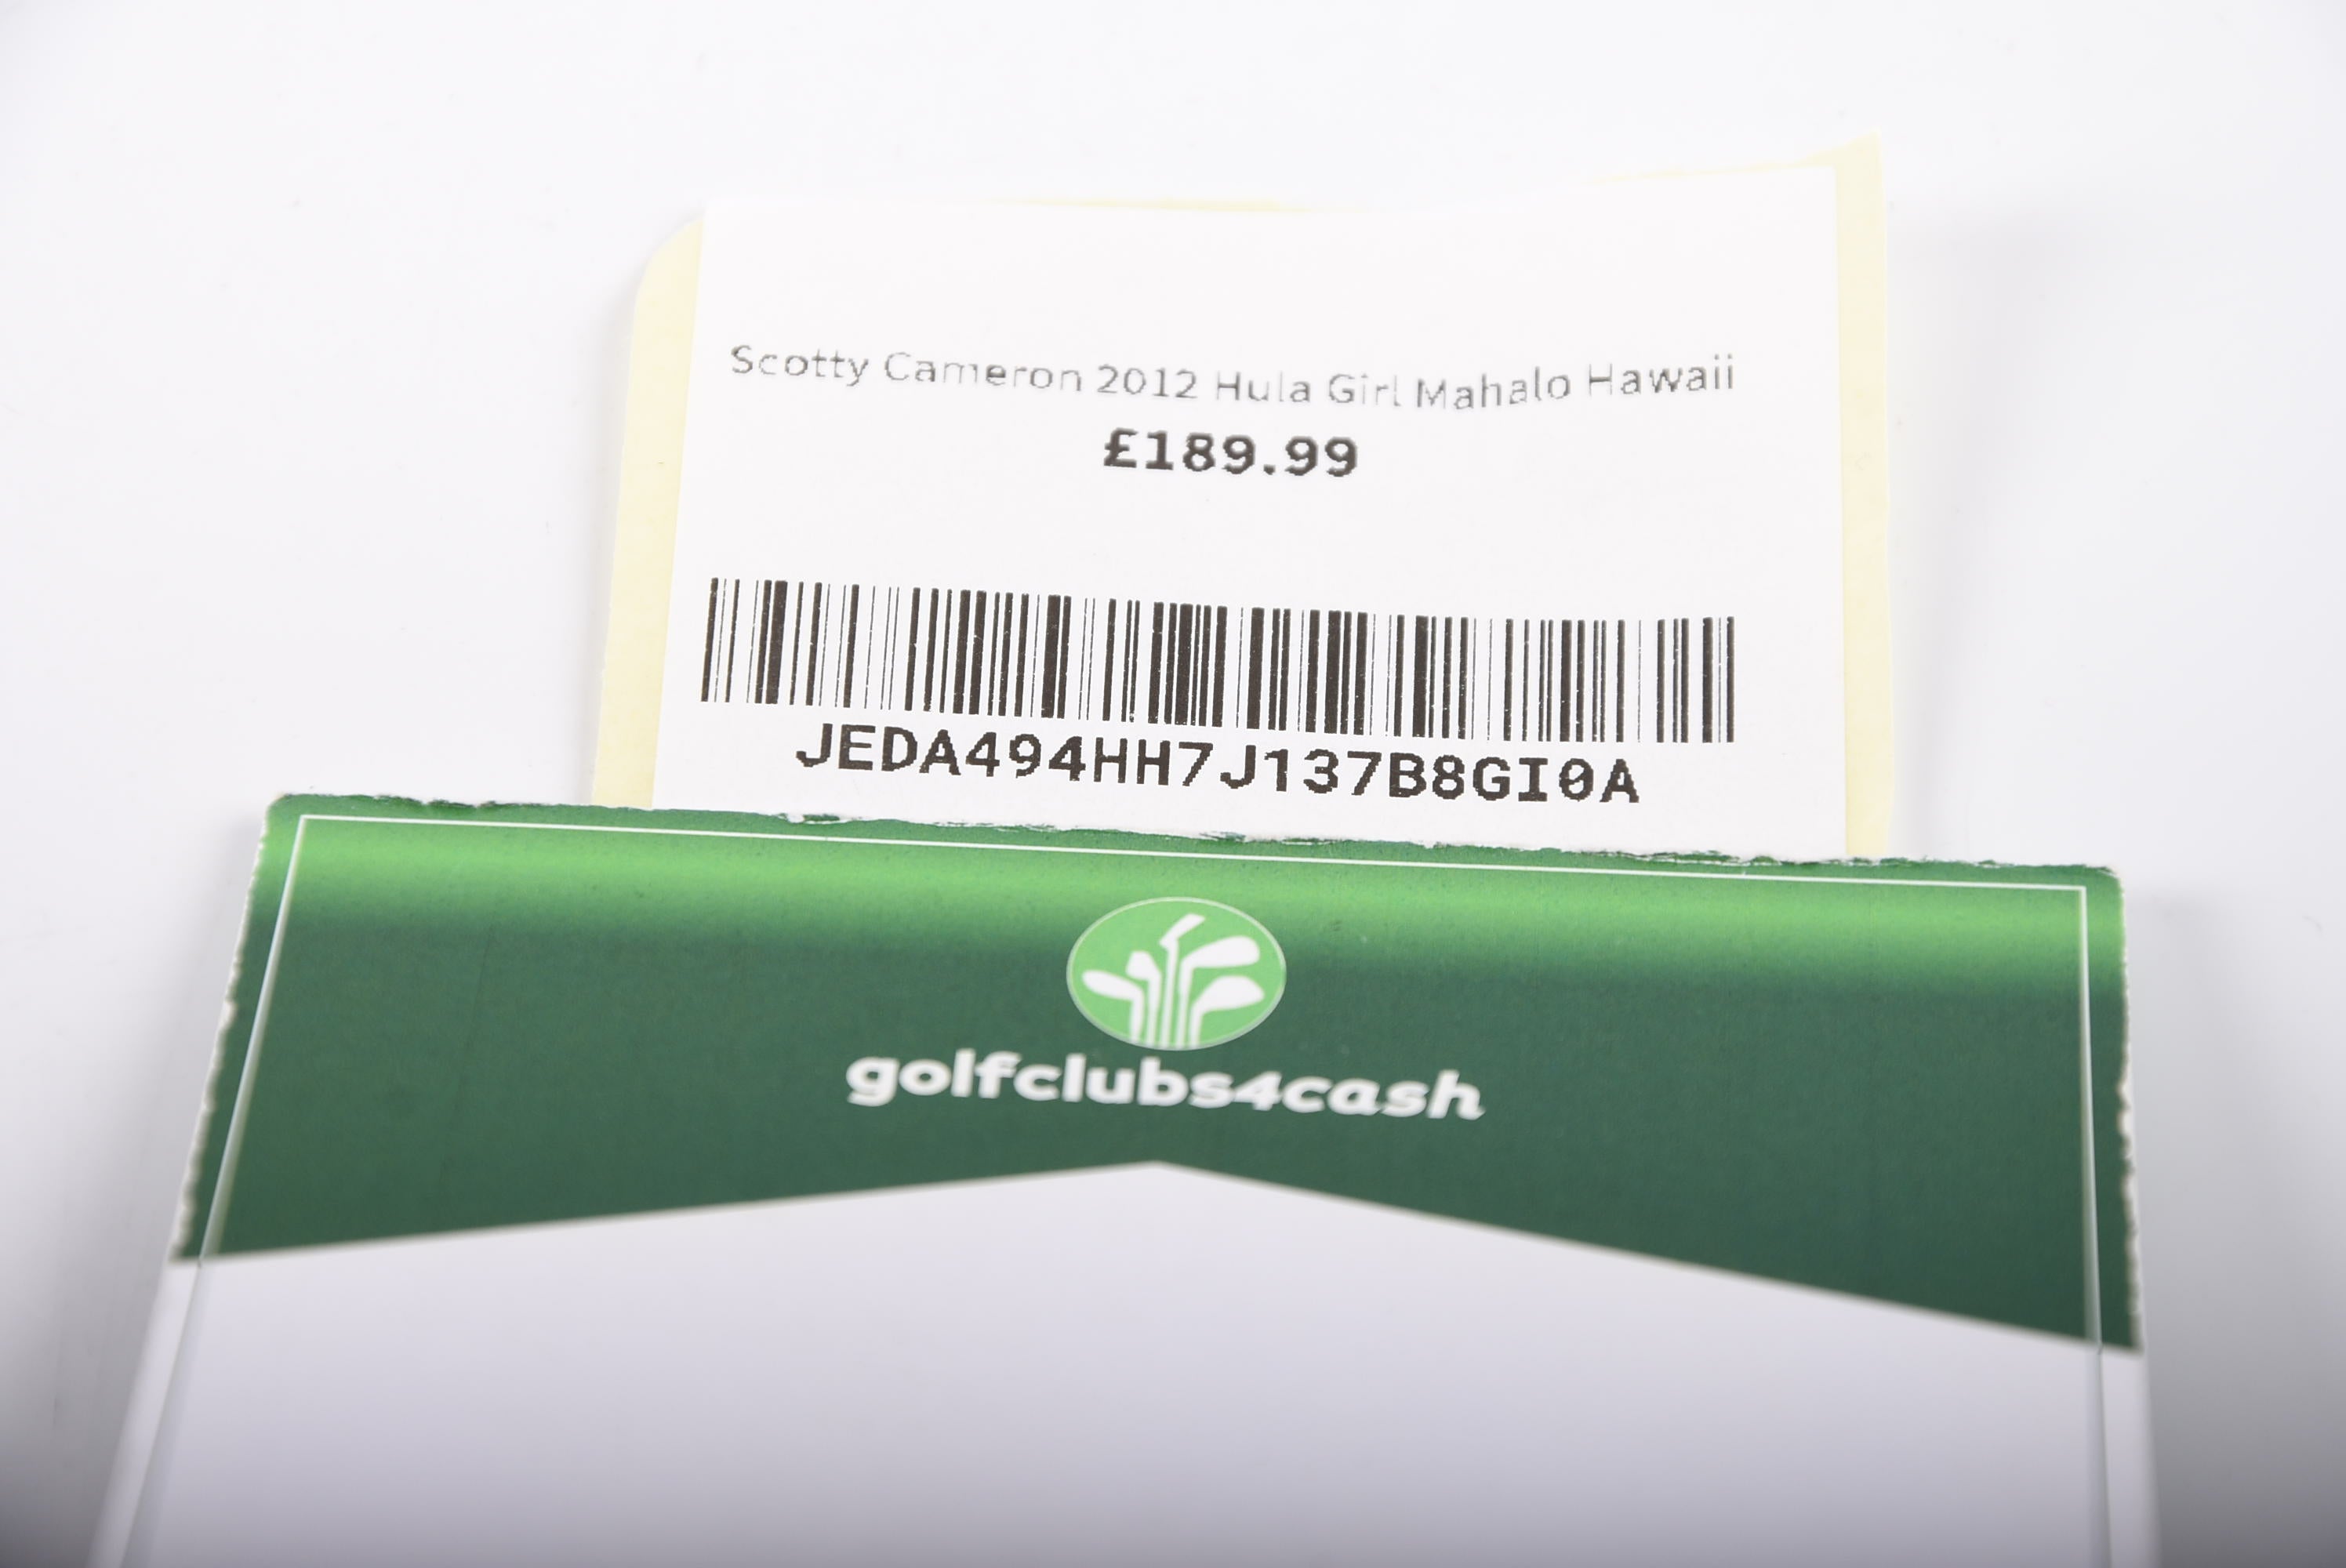 Scotty Cameron 2012 Hula Girl Mahalo Hawaii
£189.99
JEDA494HH7J137B8GI0A
golfclubs4cash